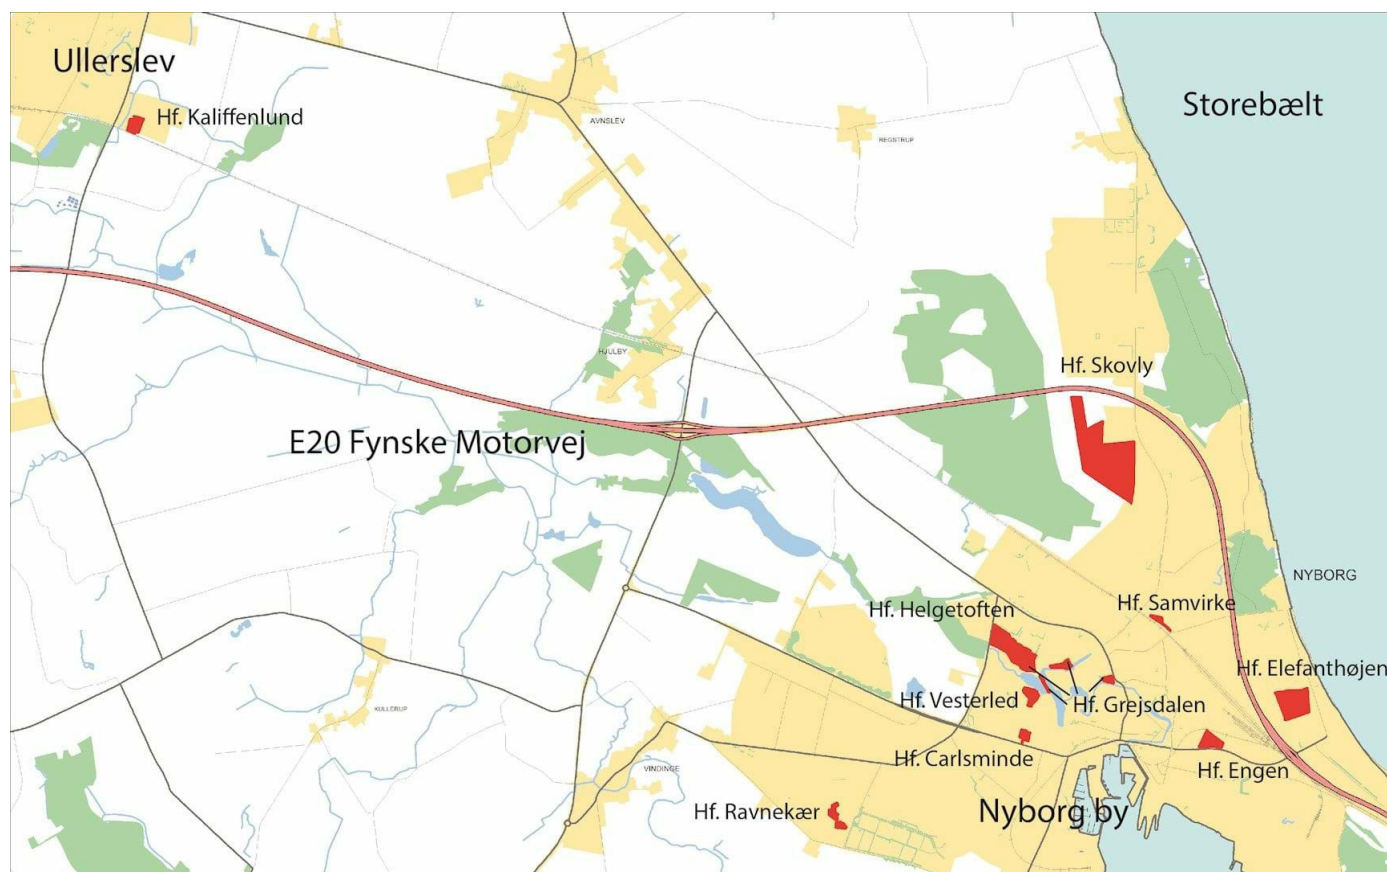 Ullerslev
Hf. Kaliffenlund
Storebælt
AVNSLEV
REGSTRUP
HJULBY
Hf. Skovly
E20 Fynske Motorvej
NYBORG
Hf. Helgetoften
Hf. Samvirke
Hf. Elefanthøjen
Hf. Vesterled
Hf. Grejsdalen
KULLERUP
Hf. Carlsminde
VINDINGE
Hf. Engen
Hf. Ravnekær
Nyborg by